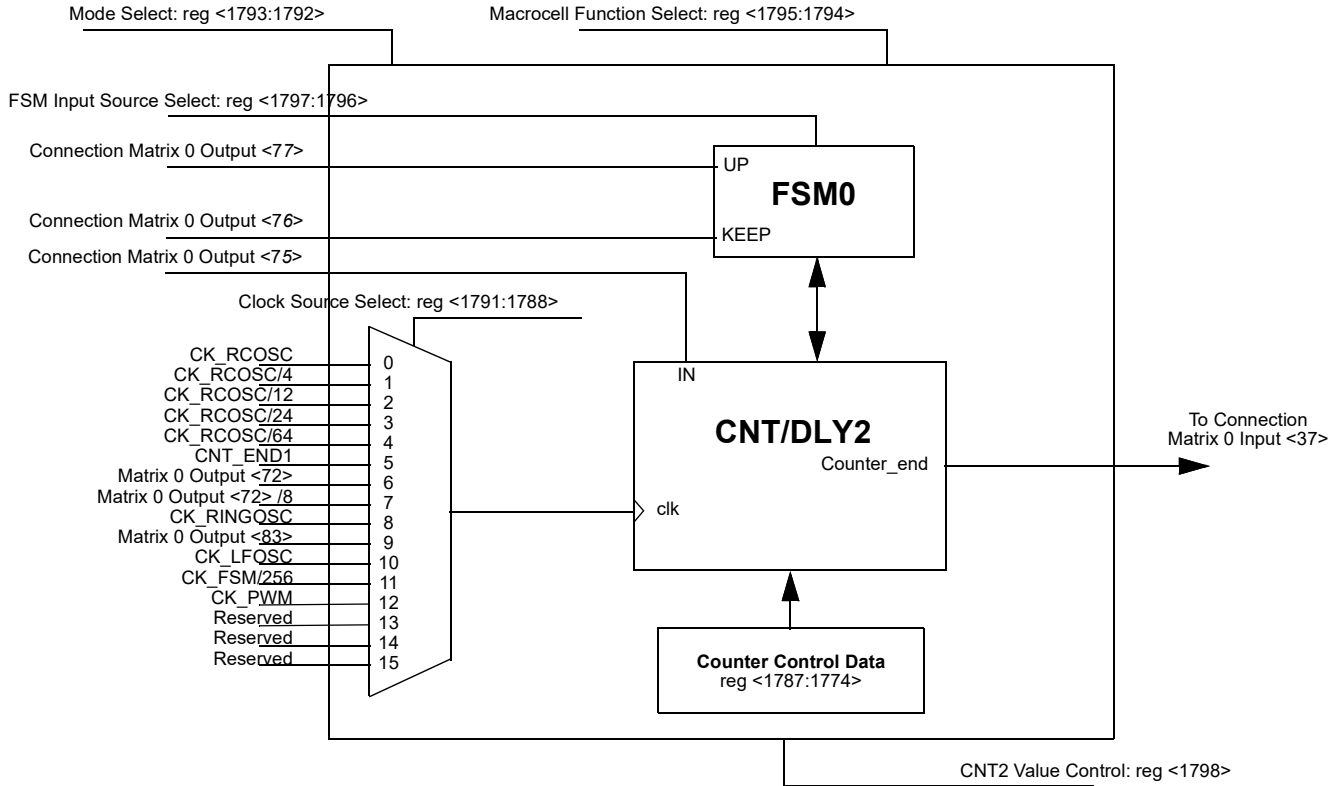 Mode Select: reg <1793:1792>
Macrocell Function Select: reg <1795:1794>
FSM Input Source Select: reg <1797:1796>
Connection Matrix 0 Output <77>
UP
FSM0
Connection Matrix 0 Output <76>
KEEP
Connection Matrix 0 Output <75>
Clock Source Select: reg <1791:1788>
CK_RCOSC 0
CK_RCOSC/4 1
CK_RCOSC/12 2
CK_RCOSC/24 3
CK_RCOSC/64 4
CNT_END1 5
Matrix 0 Output <72> 6
Matrix 0 Output <72> /8 7
CK_RINGOSC 8
Matrix 0 Output <83> 9
CK_LFOSC 10
CK_FSM/256 11
CK_PWM 12
Reserved 13
Reserved 14
Reserved 15
IN
CNT/DLY2
Counter_end
clk
To Connection
Matrix 0 Input <37>
Counter Control Data
reg <1787:1774>
CNT2 Value Control: reg <1798>